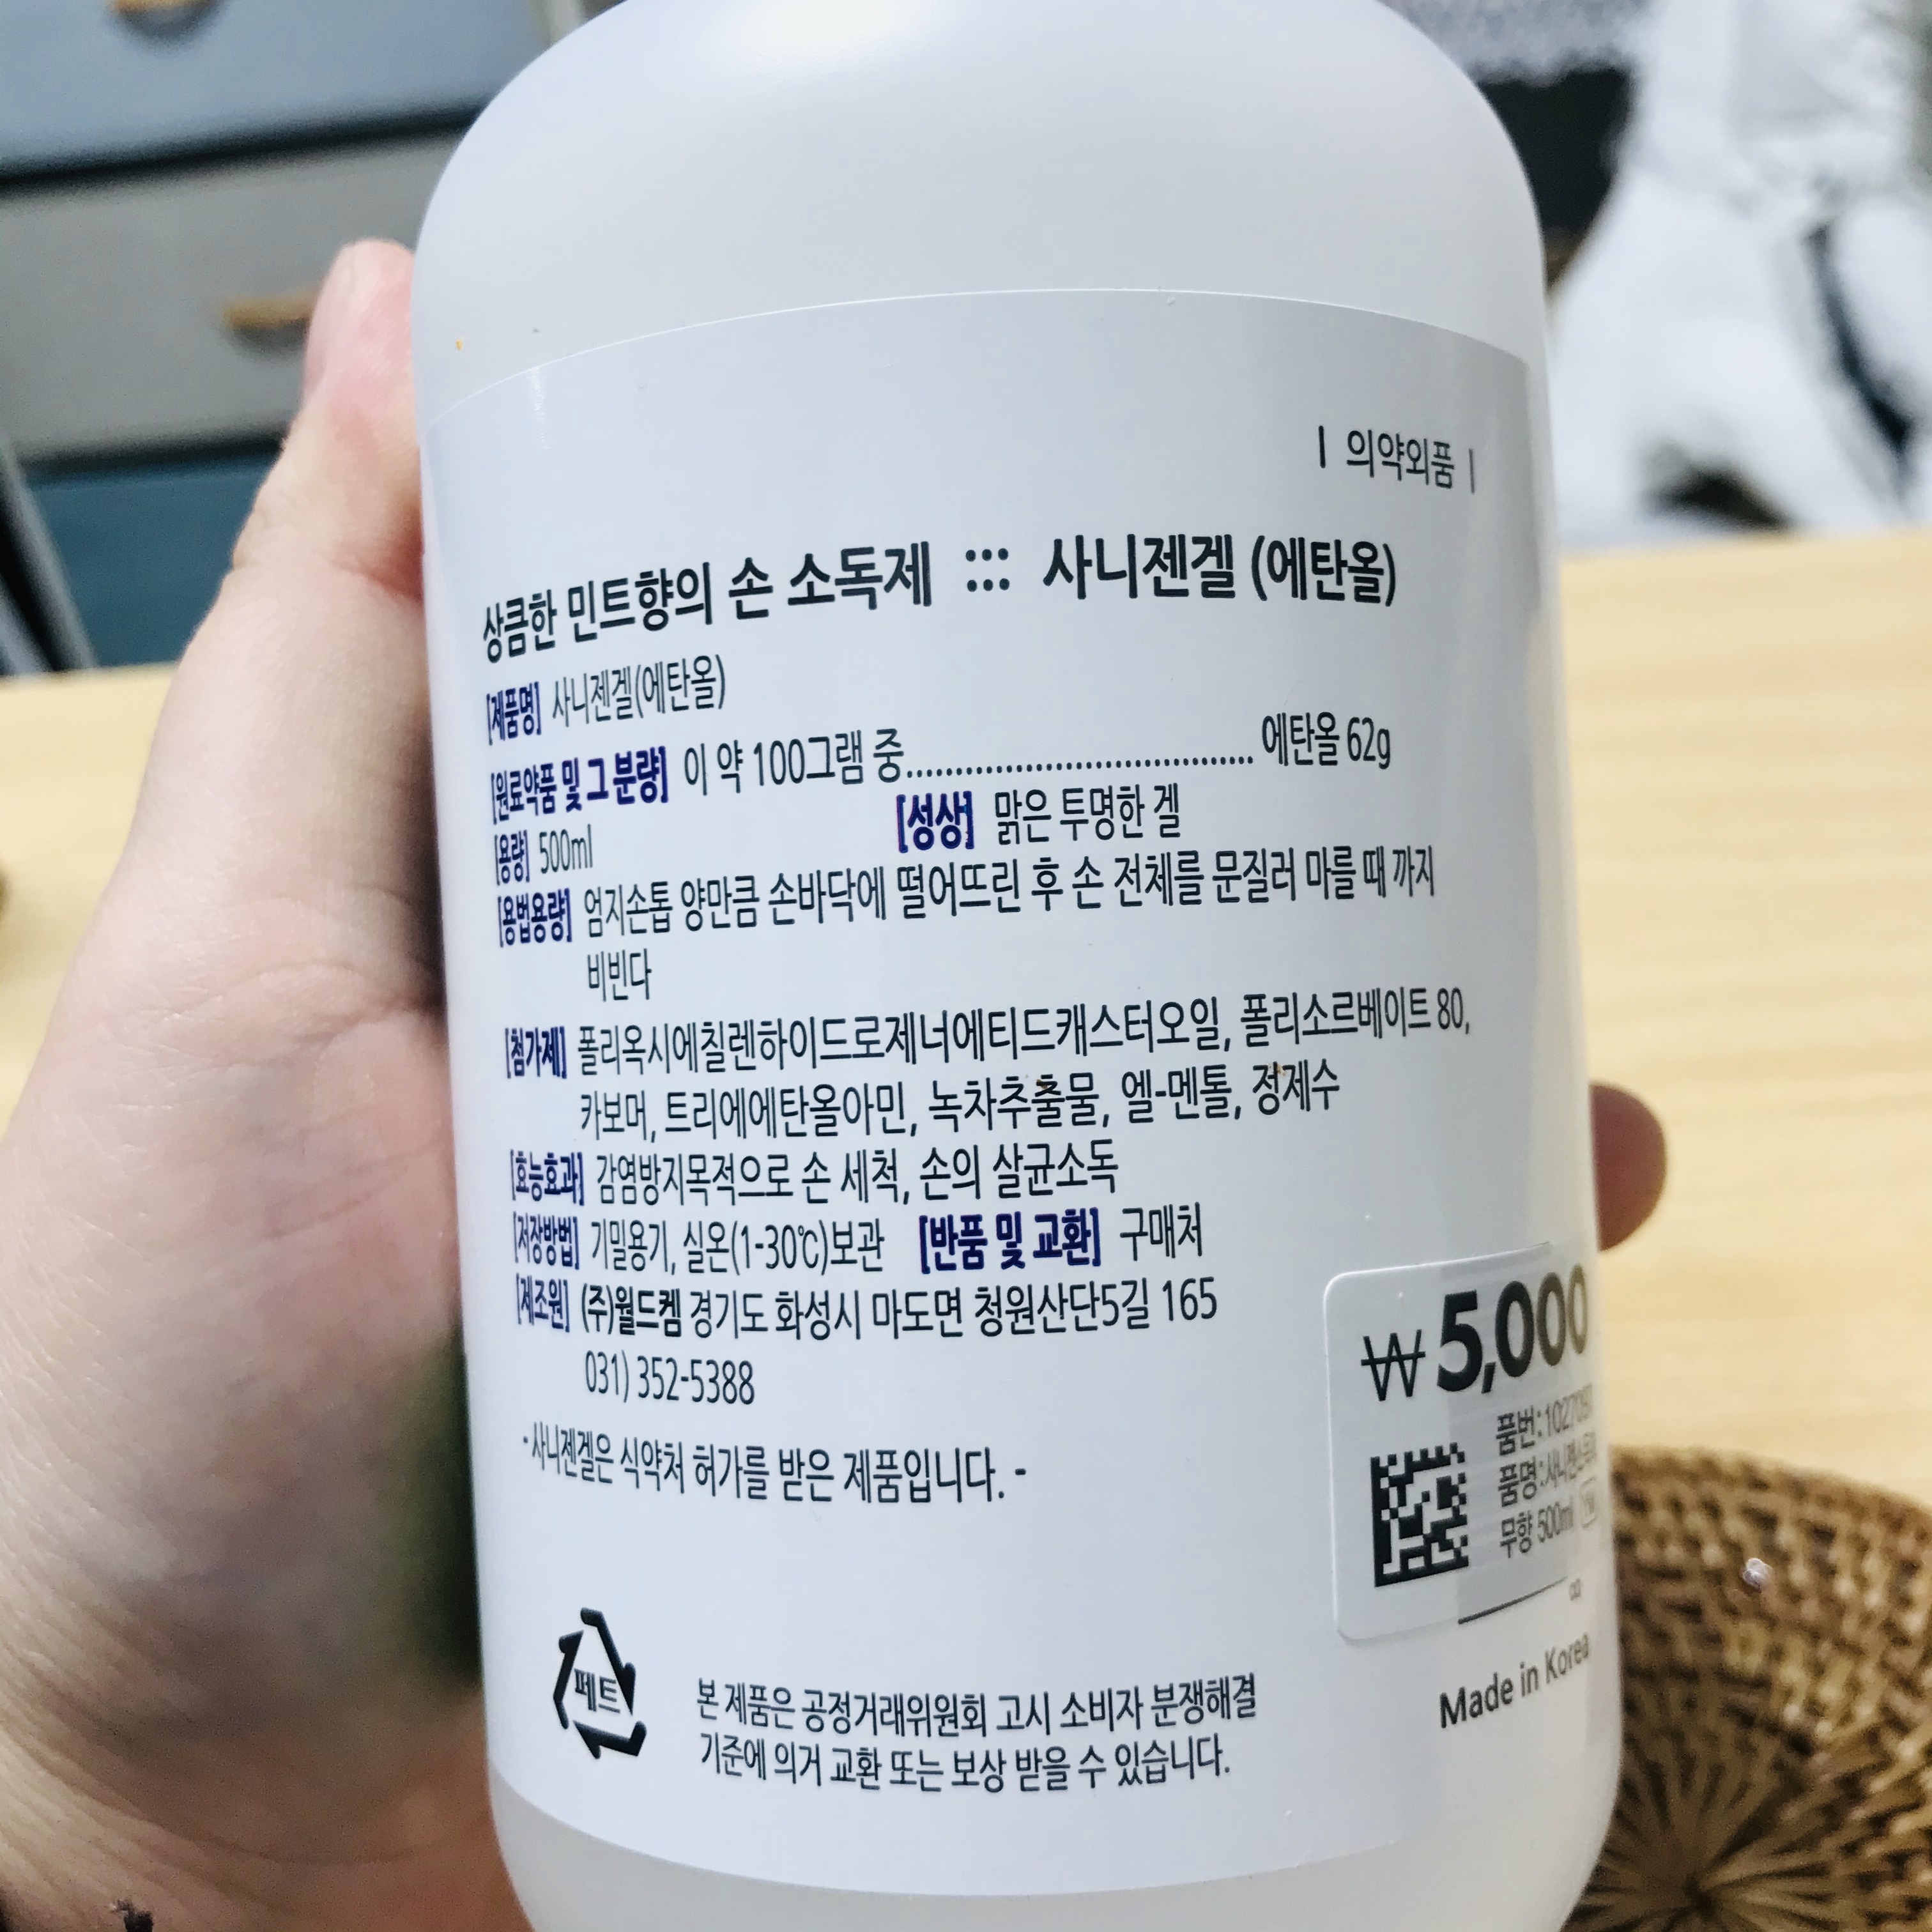 | 의약외품 |
상큼한 민트향의 손 소독제 ::: 사니젠겔 (에탄올)
[제품명] 사니젠겔(에탄올)
[원료약품 및 그 분량] 이 약 100그램 중.................................... 에탄올 62g
[용량] 500ml [성상] 맑은 투명한 겔
[용법용량] 엄지손톱 양만큼 손바닥에 떨어뜨린 후 손 전체를 문질러 마를 때 까지
비빈다
[첨가제] 폴리옥시에칠렌하이드로제너에티드캐스터오일, 폴리소르베이트 80,
카보머, 트리에에탄올아민, 녹차추출물, 엘-멘톨, 정제수
[효능효과] 감염방지목적으로 손 세척, 손의 살균소독
[저장방법] 기밀용기, 실온(1-30℃)보관 [반품 및 교환] 구매처
[제조원] (주)월드켐 경기도 화성시 마도면 청원산단5길 165
031) 352-5388
-사니젠겔은 식약처 허가를 받은 제품입니다. -
₩5,000
품번:
품명:
무향 500ml
페트
본 제품은 공정거래위원회 고시 소비자 분쟁해결
기준에 의거 교환 또는 보상 받을 수 있습니다.
Made in Korea